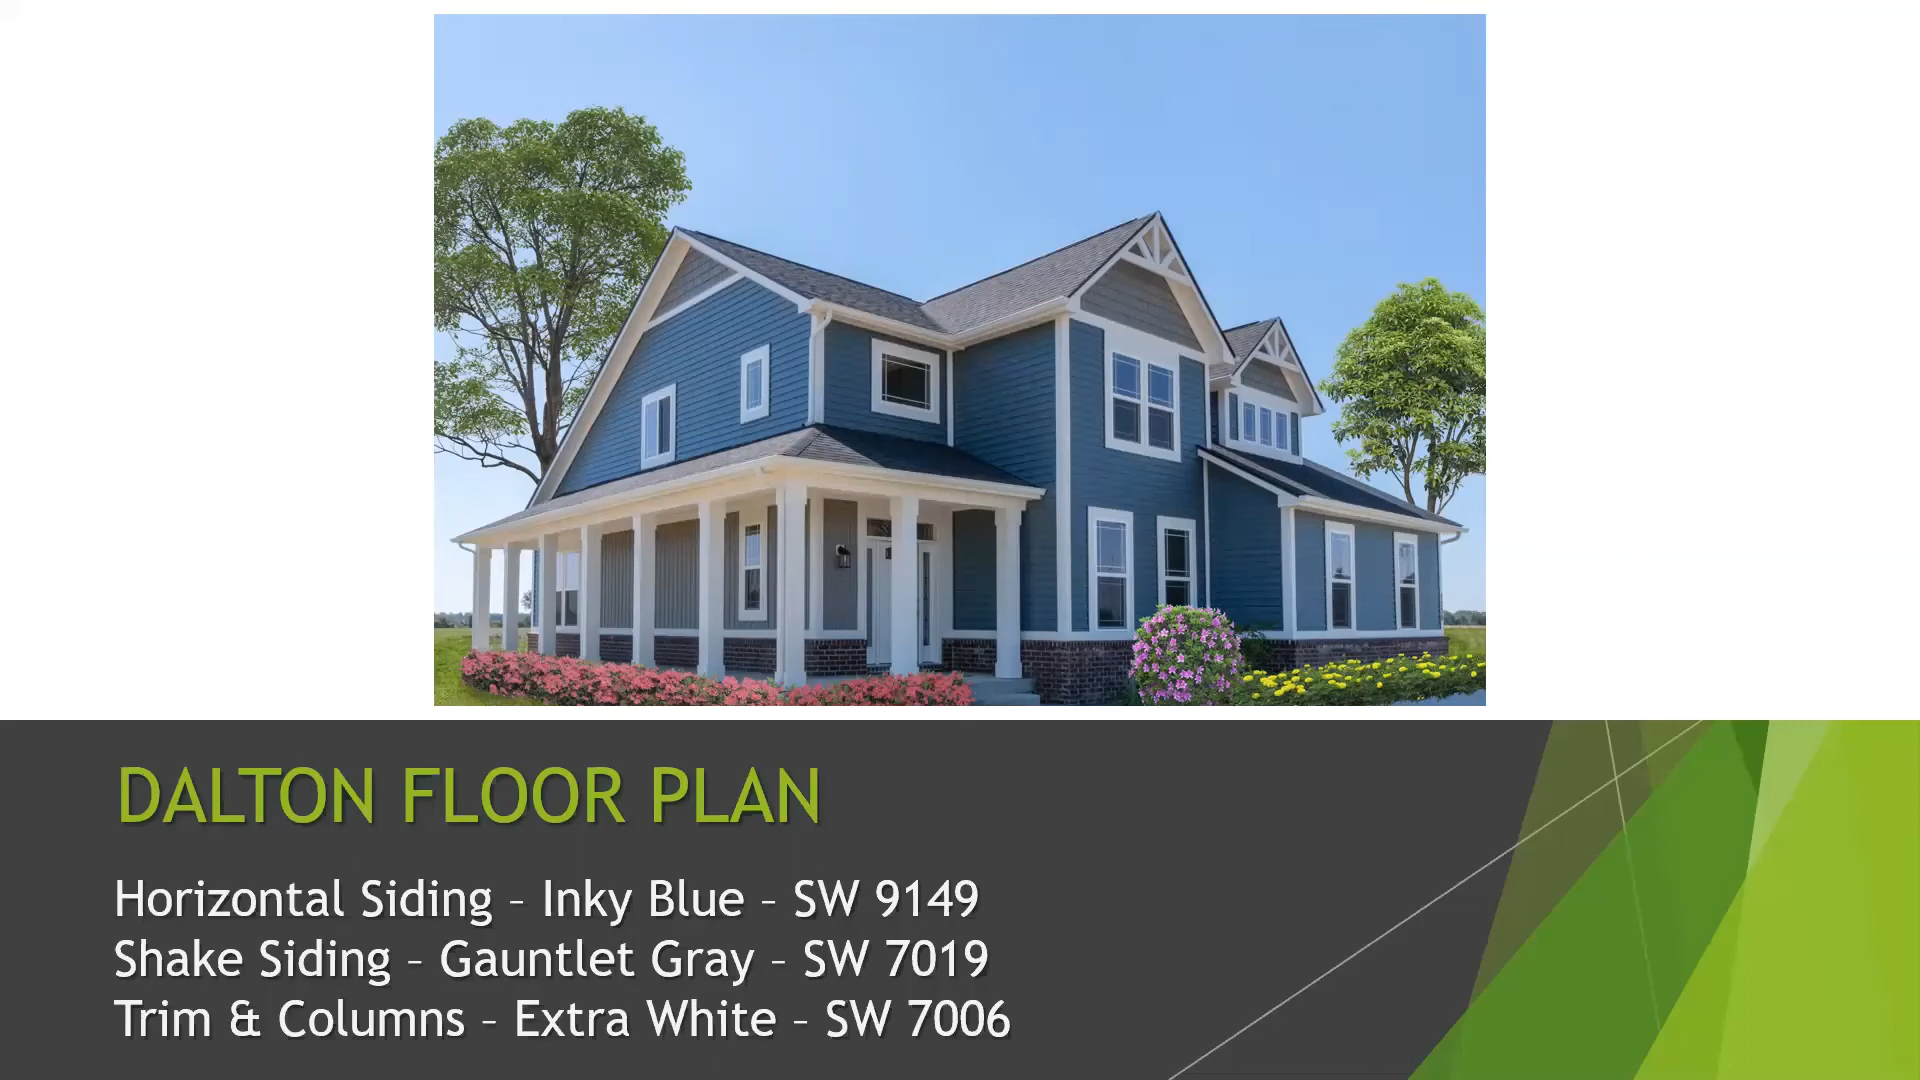 DALTON FLOOR PLAN
Horizontal Siding – Inky Blue – SW 9149
Shake Siding – Gauntlet Gray – SW 7019
Trim & Columns – Extra White – SW 7006